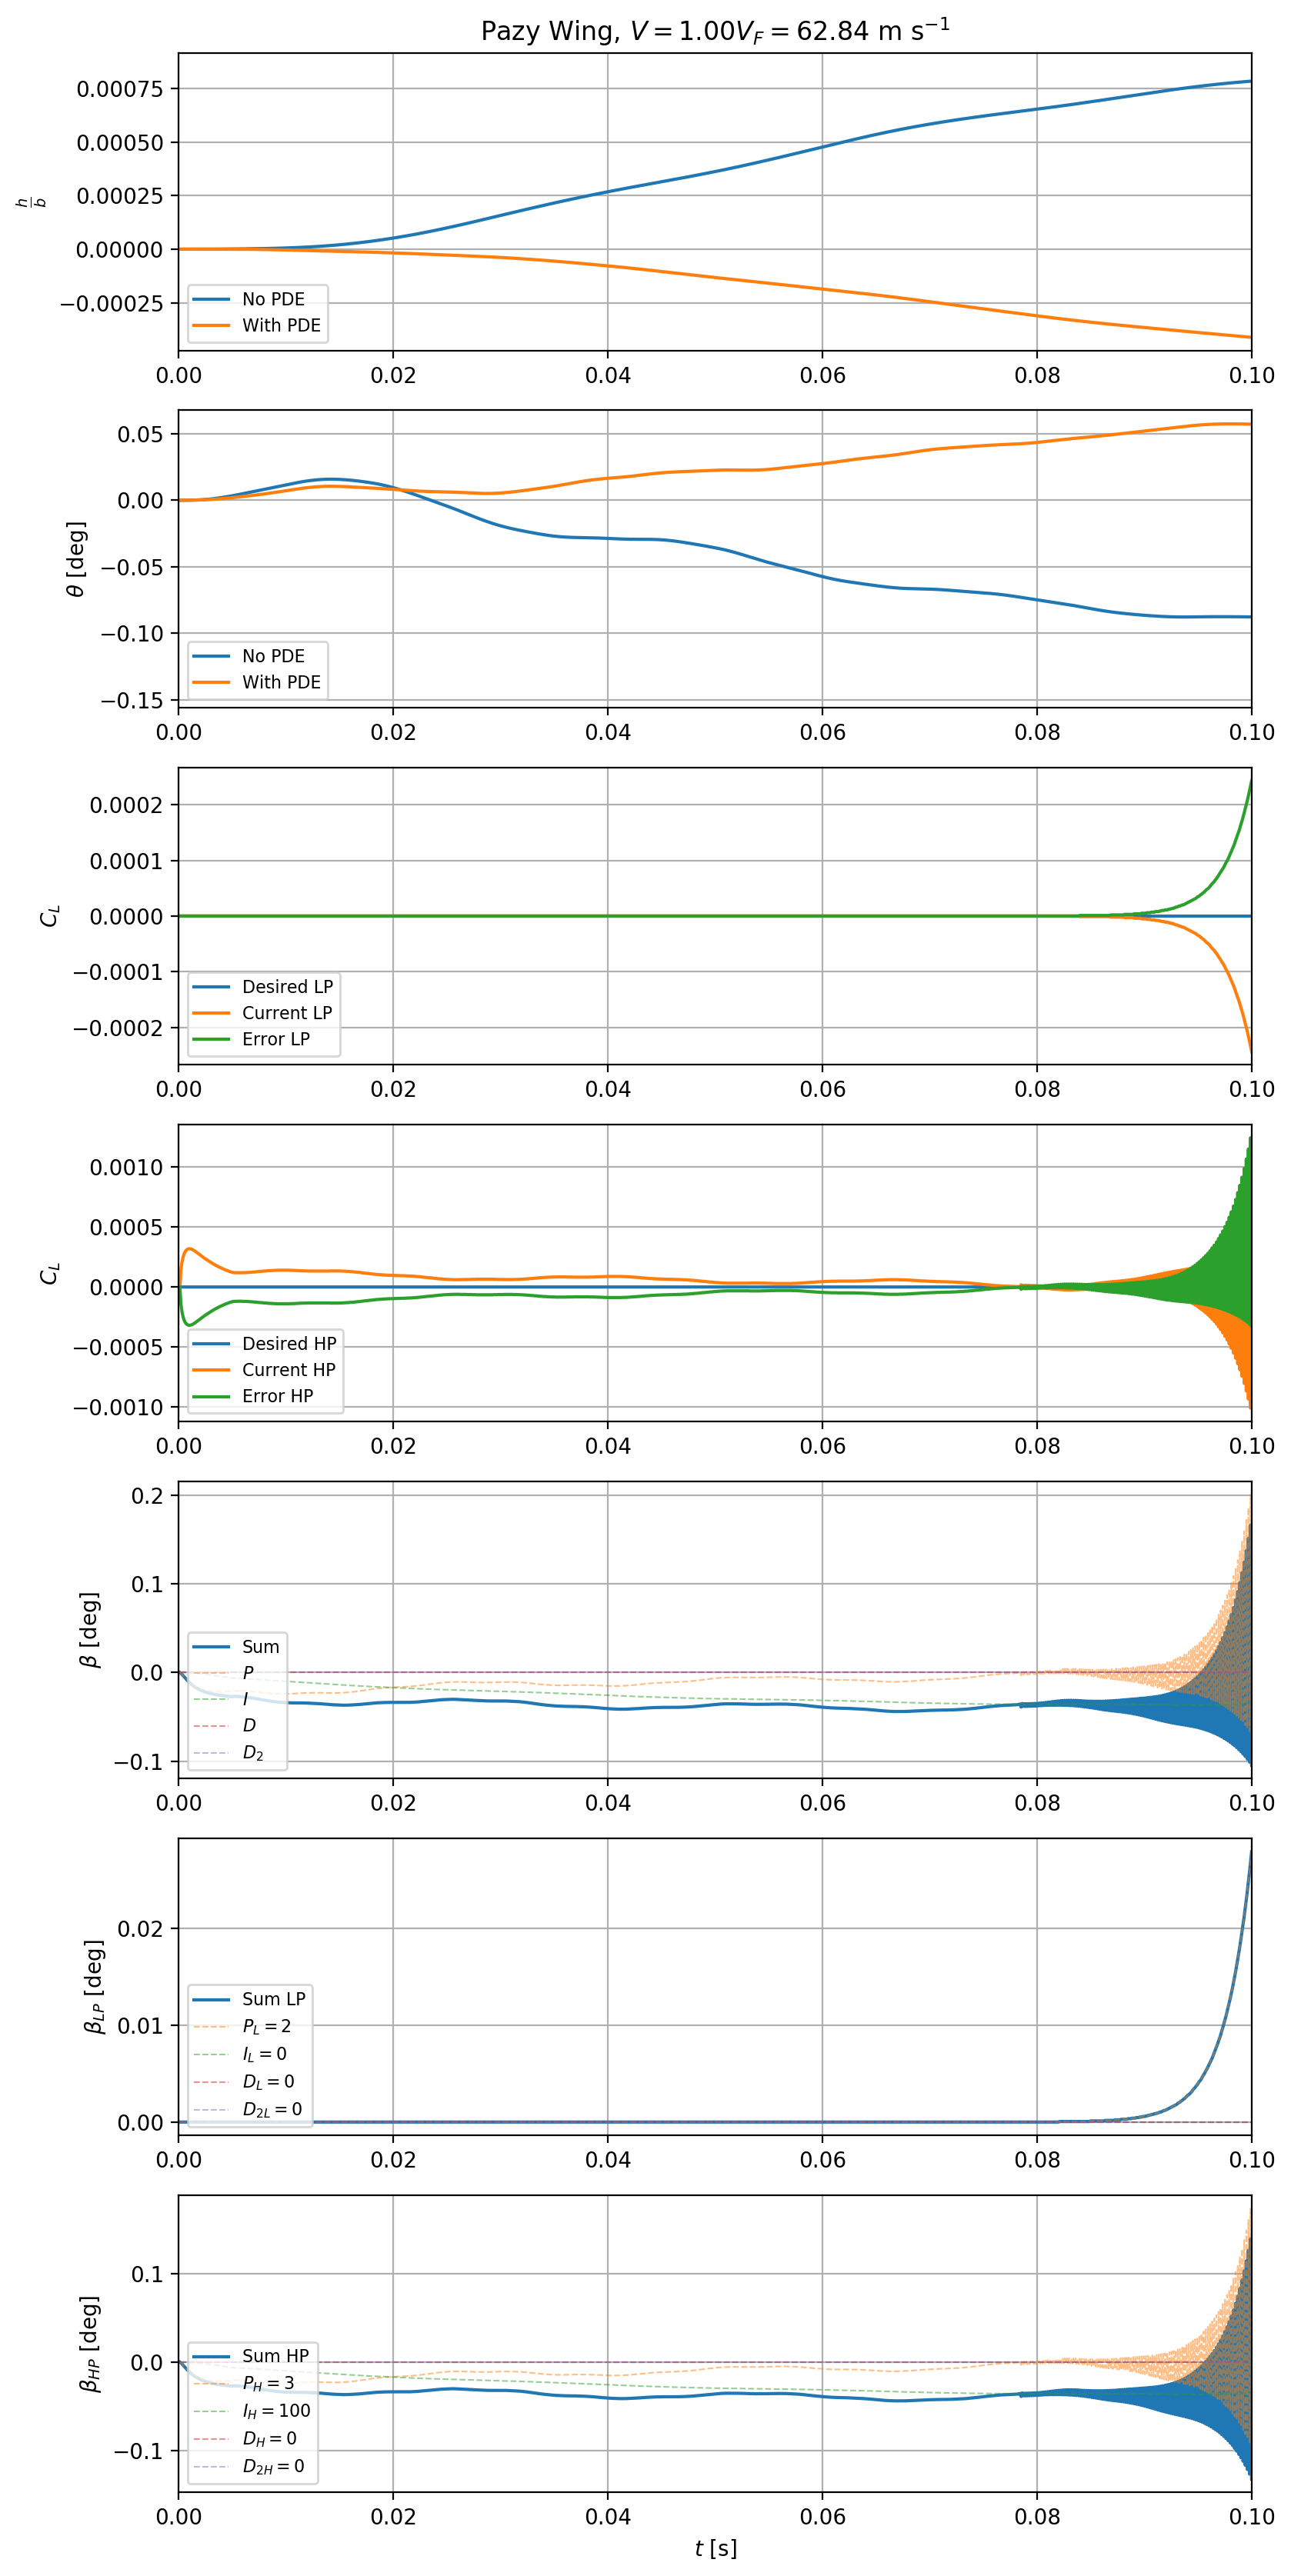 Pazy Wing, V = 1.00V_F = 62.84 m s⁻¹
h/b
0.00075
0.00050
0.00025
0.00000
−0.00025
No PDE
With PDE
0.00 0.02 0.04 0.06 0.08 0.10
θ [deg]
0.05
0.00
−0.05
−0.10
−0.15
No PDE
With PDE
0.00 0.02 0.04 0.06 0.08 0.10
C_L
0.0002
0.0001
0.0000
−0.0001
−0.0002
Desired LP
Current LP
Error LP
0.00 0.02 0.04 0.06 0.08 0.10
C_L
0.0010
0.0005
0.0000
−0.0005
−0.0010
Desired HP
Current HP
Error HP
0.00 0.02 0.04 0.06 0.08 0.10
β [deg]
0.2
0.1
0.0
−0.1
Sum
P
I
D
D₂
0.00 0.02 0.04 0.06 0.08 0.10
β_LP [deg]
0.02
0.01
0.00
Sum LP
P_L = 2
I_L = 0
D_L = 0
D_2L = 0
0.00 0.02 0.04 0.06 0.08 0.10
β_HP [deg]
0.1
0.0
−0.1
Sum HP
P_H = 3
I_H = 100
D_H = 0
D_2H = 0
0.00 0.02 0.04 0.06 0.08 0.10
t [s]